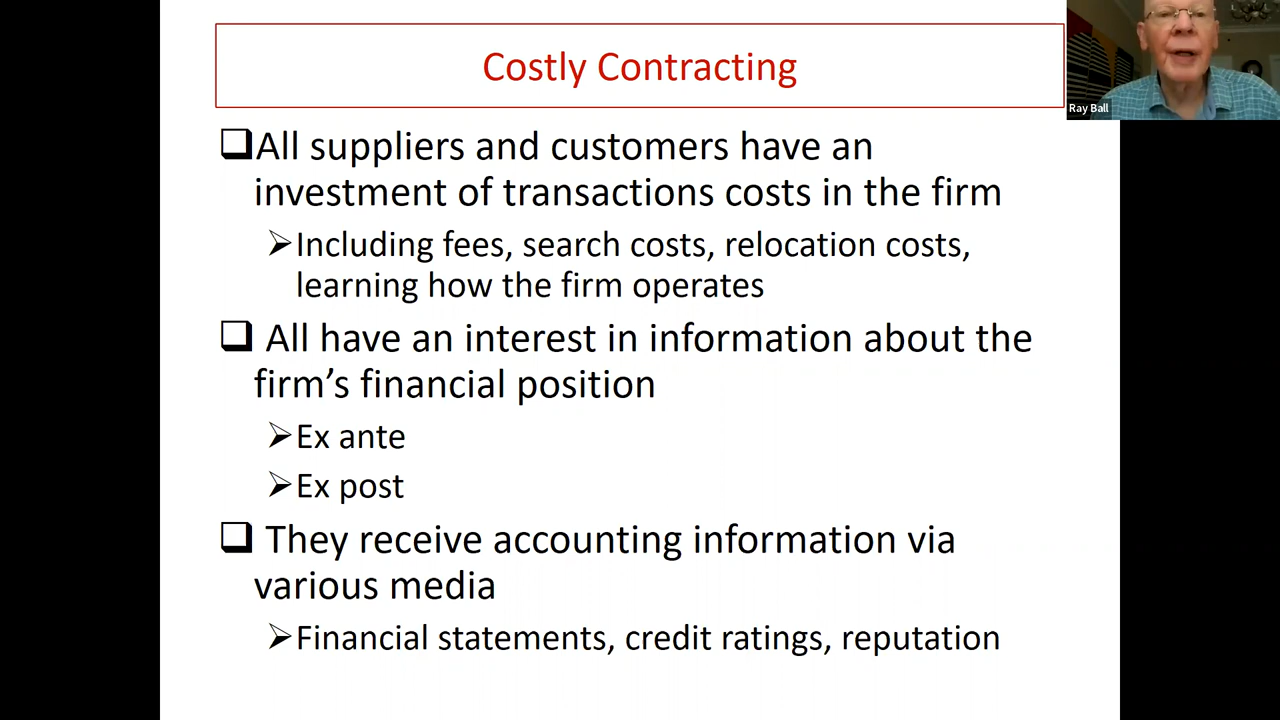 Costly Contracting
Ray Ball
❑All suppliers and customers have an
investment of transactions costs in the firm
➢Including fees, search costs, relocation costs,
learning how the firm operates
❑ All have an interest in information about the
firm’s financial position
➢Ex ante
➢Ex post
❑ They receive accounting information via
various media
➢Financial statements, credit ratings, reputation